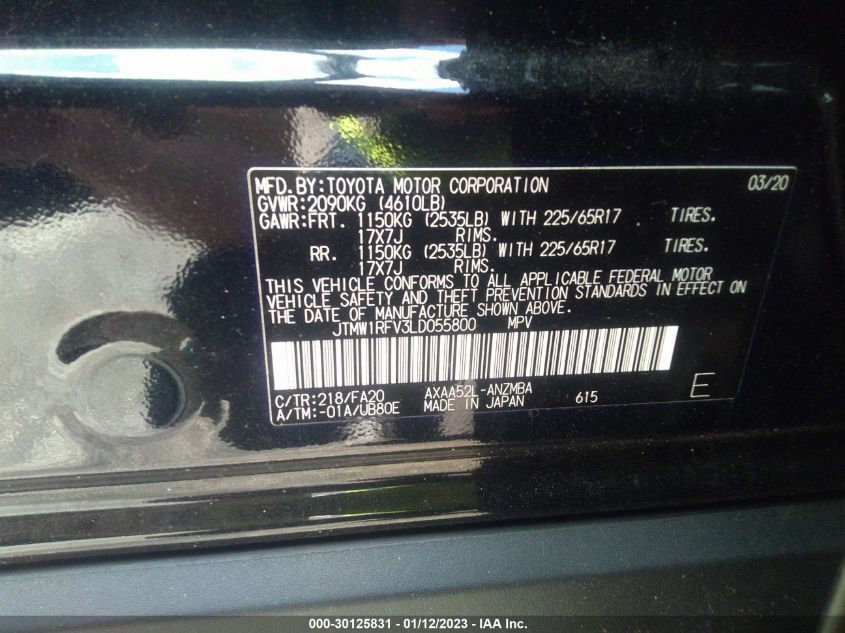 MFD.BY:TOYOTA MOTOR CORPORATION 03/20
GVWR:2090KG (4610LB)
GAWR:FRT. 1150KG (2535LB) WITH 225/65R17 TIRES.
17X7J RIMS.
RR. 1150KG (2535LB) WITH 225/65R17 TIRES.
17X7J RIMS.
THIS VEHICLE CONFORMS TO ALL APPLICABLE FEDERAL MOTOR
VEHICLE SAFETY AND THEFT PREVENTION STANDARDS IN EFFECT ON
THE DATE OF MANUFACTURE SHOWN ABOVE.
JTMW1RFV3LD055800 MPV
C/TR:218/FA20 AXAA52L-ANZMBA 615 E
A/TM:-01A/UB80E MADE IN JAPAN
000-30125831 - 01/12/2023 - IAA Inc.